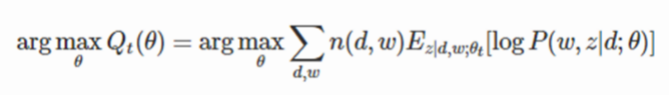 arg max_θ Q_t(θ) = arg max_θ ∑_{d,w} n(d, w)E_{z|d,w;θ_t}[log P(w, z|d; θ)]